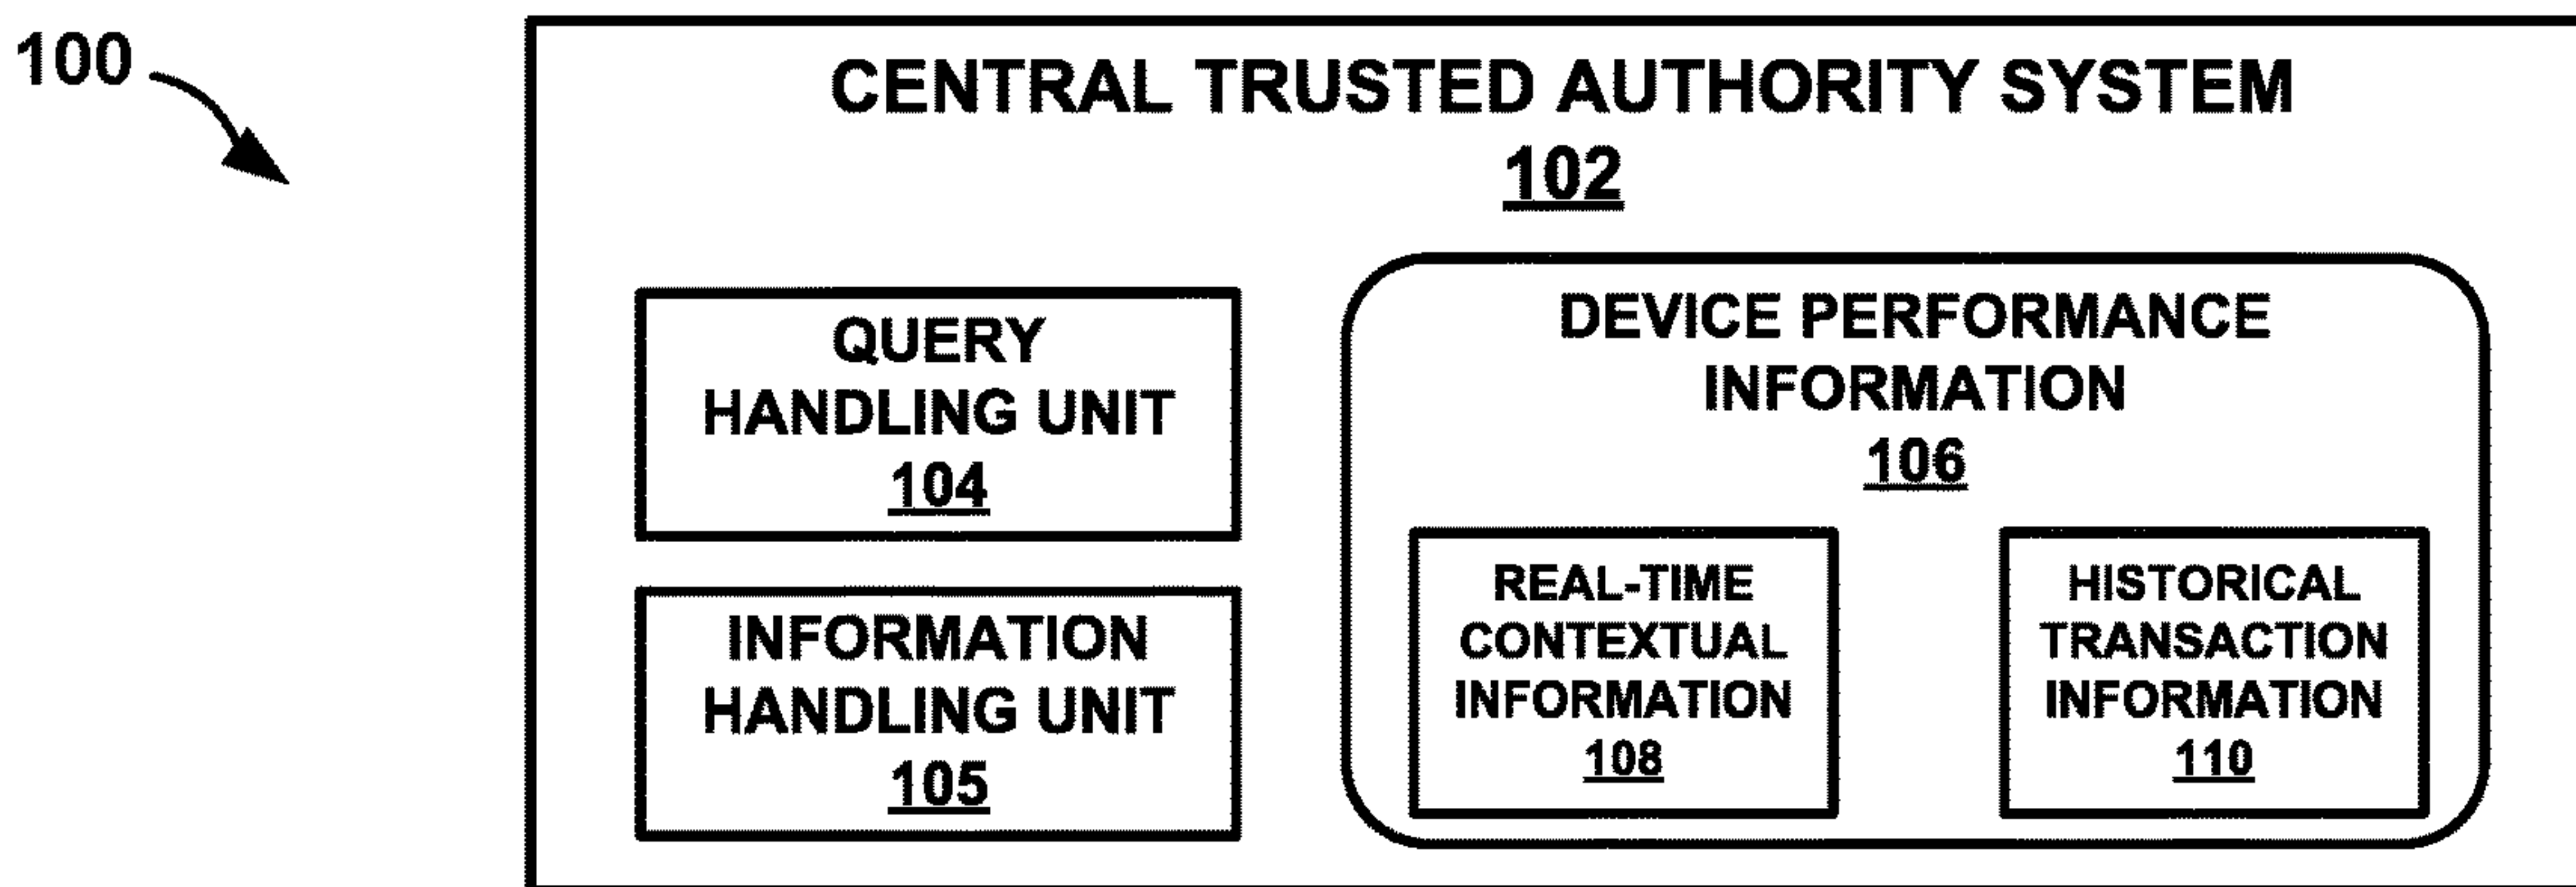 100
CENTRAL TRUSTED AUTHORITY SYSTEM
102
QUERY
HANDLING UNIT
104
INFORMATION
HANDLING UNIT
105
DEVICE PERFORMANCE
INFORMATION
106
REAL-TIME
CONTEXTUAL
INFORMATION
108
HISTORICAL
TRANSACTION
INFORMATION
110